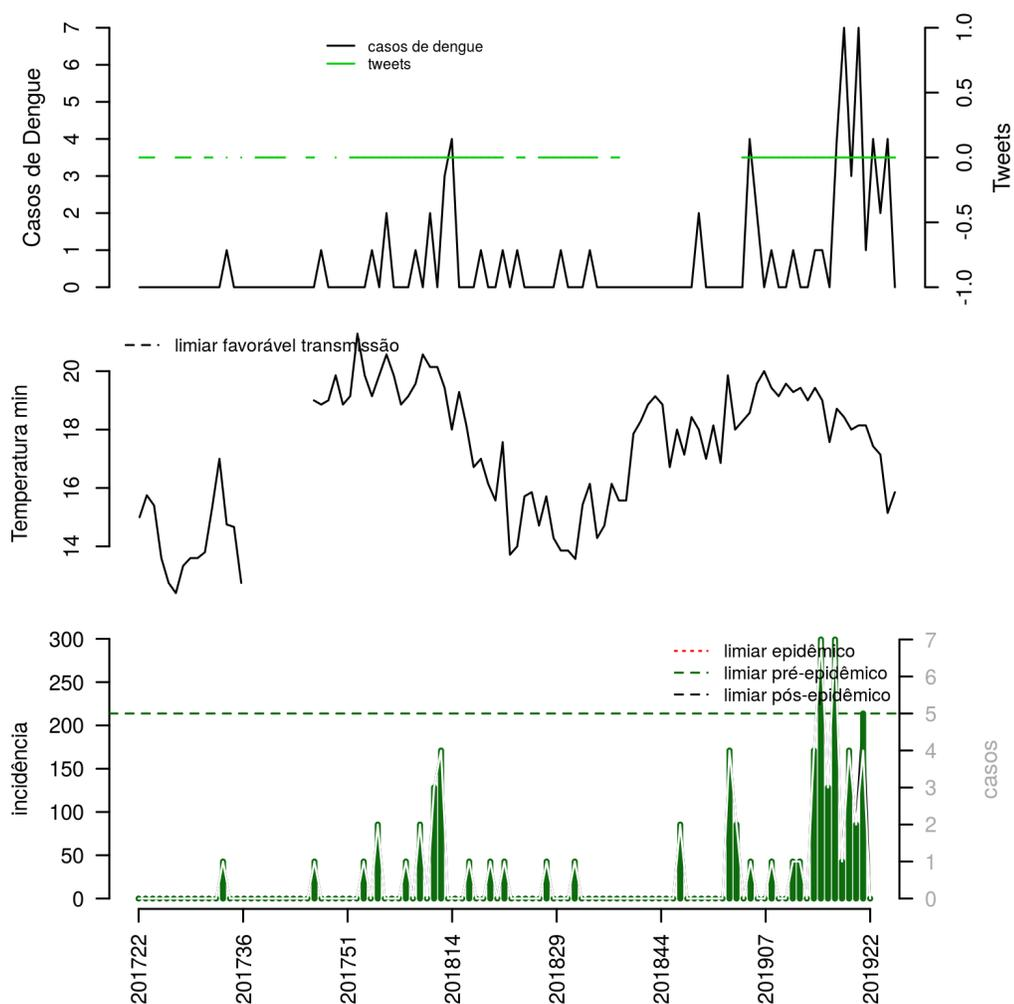 casos de dengue
tweets
Casos de Dengue
0 1 2 3 4 5 6 7
Tweets
-1.0 -0.5 0.0 0.5 1.0
limiar favorável transmissão
Temperatura min
14 16 18 20
limiar epidêmico
limiar pré-epidêmico
limiar pós-epidêmico
incidência
0
50
100
150
200
250
300
casos
0
1
2
3
4
5
6
7
201722
201736
201751
201814
201829
201844
201907
201922